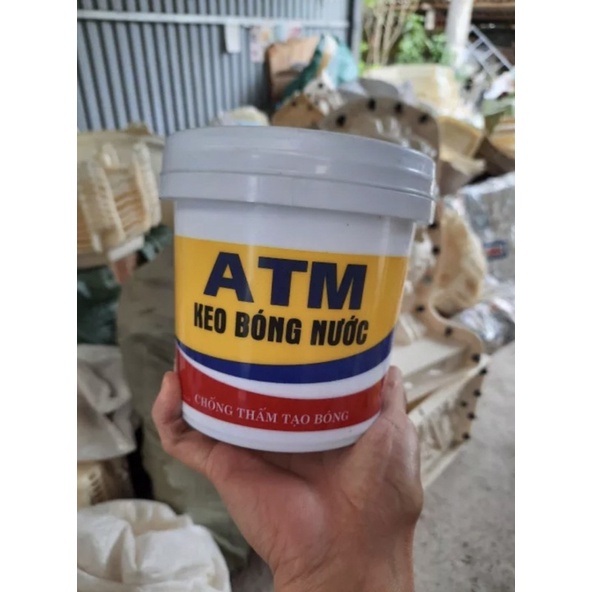 ATM
KEO BÓNG NƯỚC
CHỐNG THẤM TẠO BÓNG